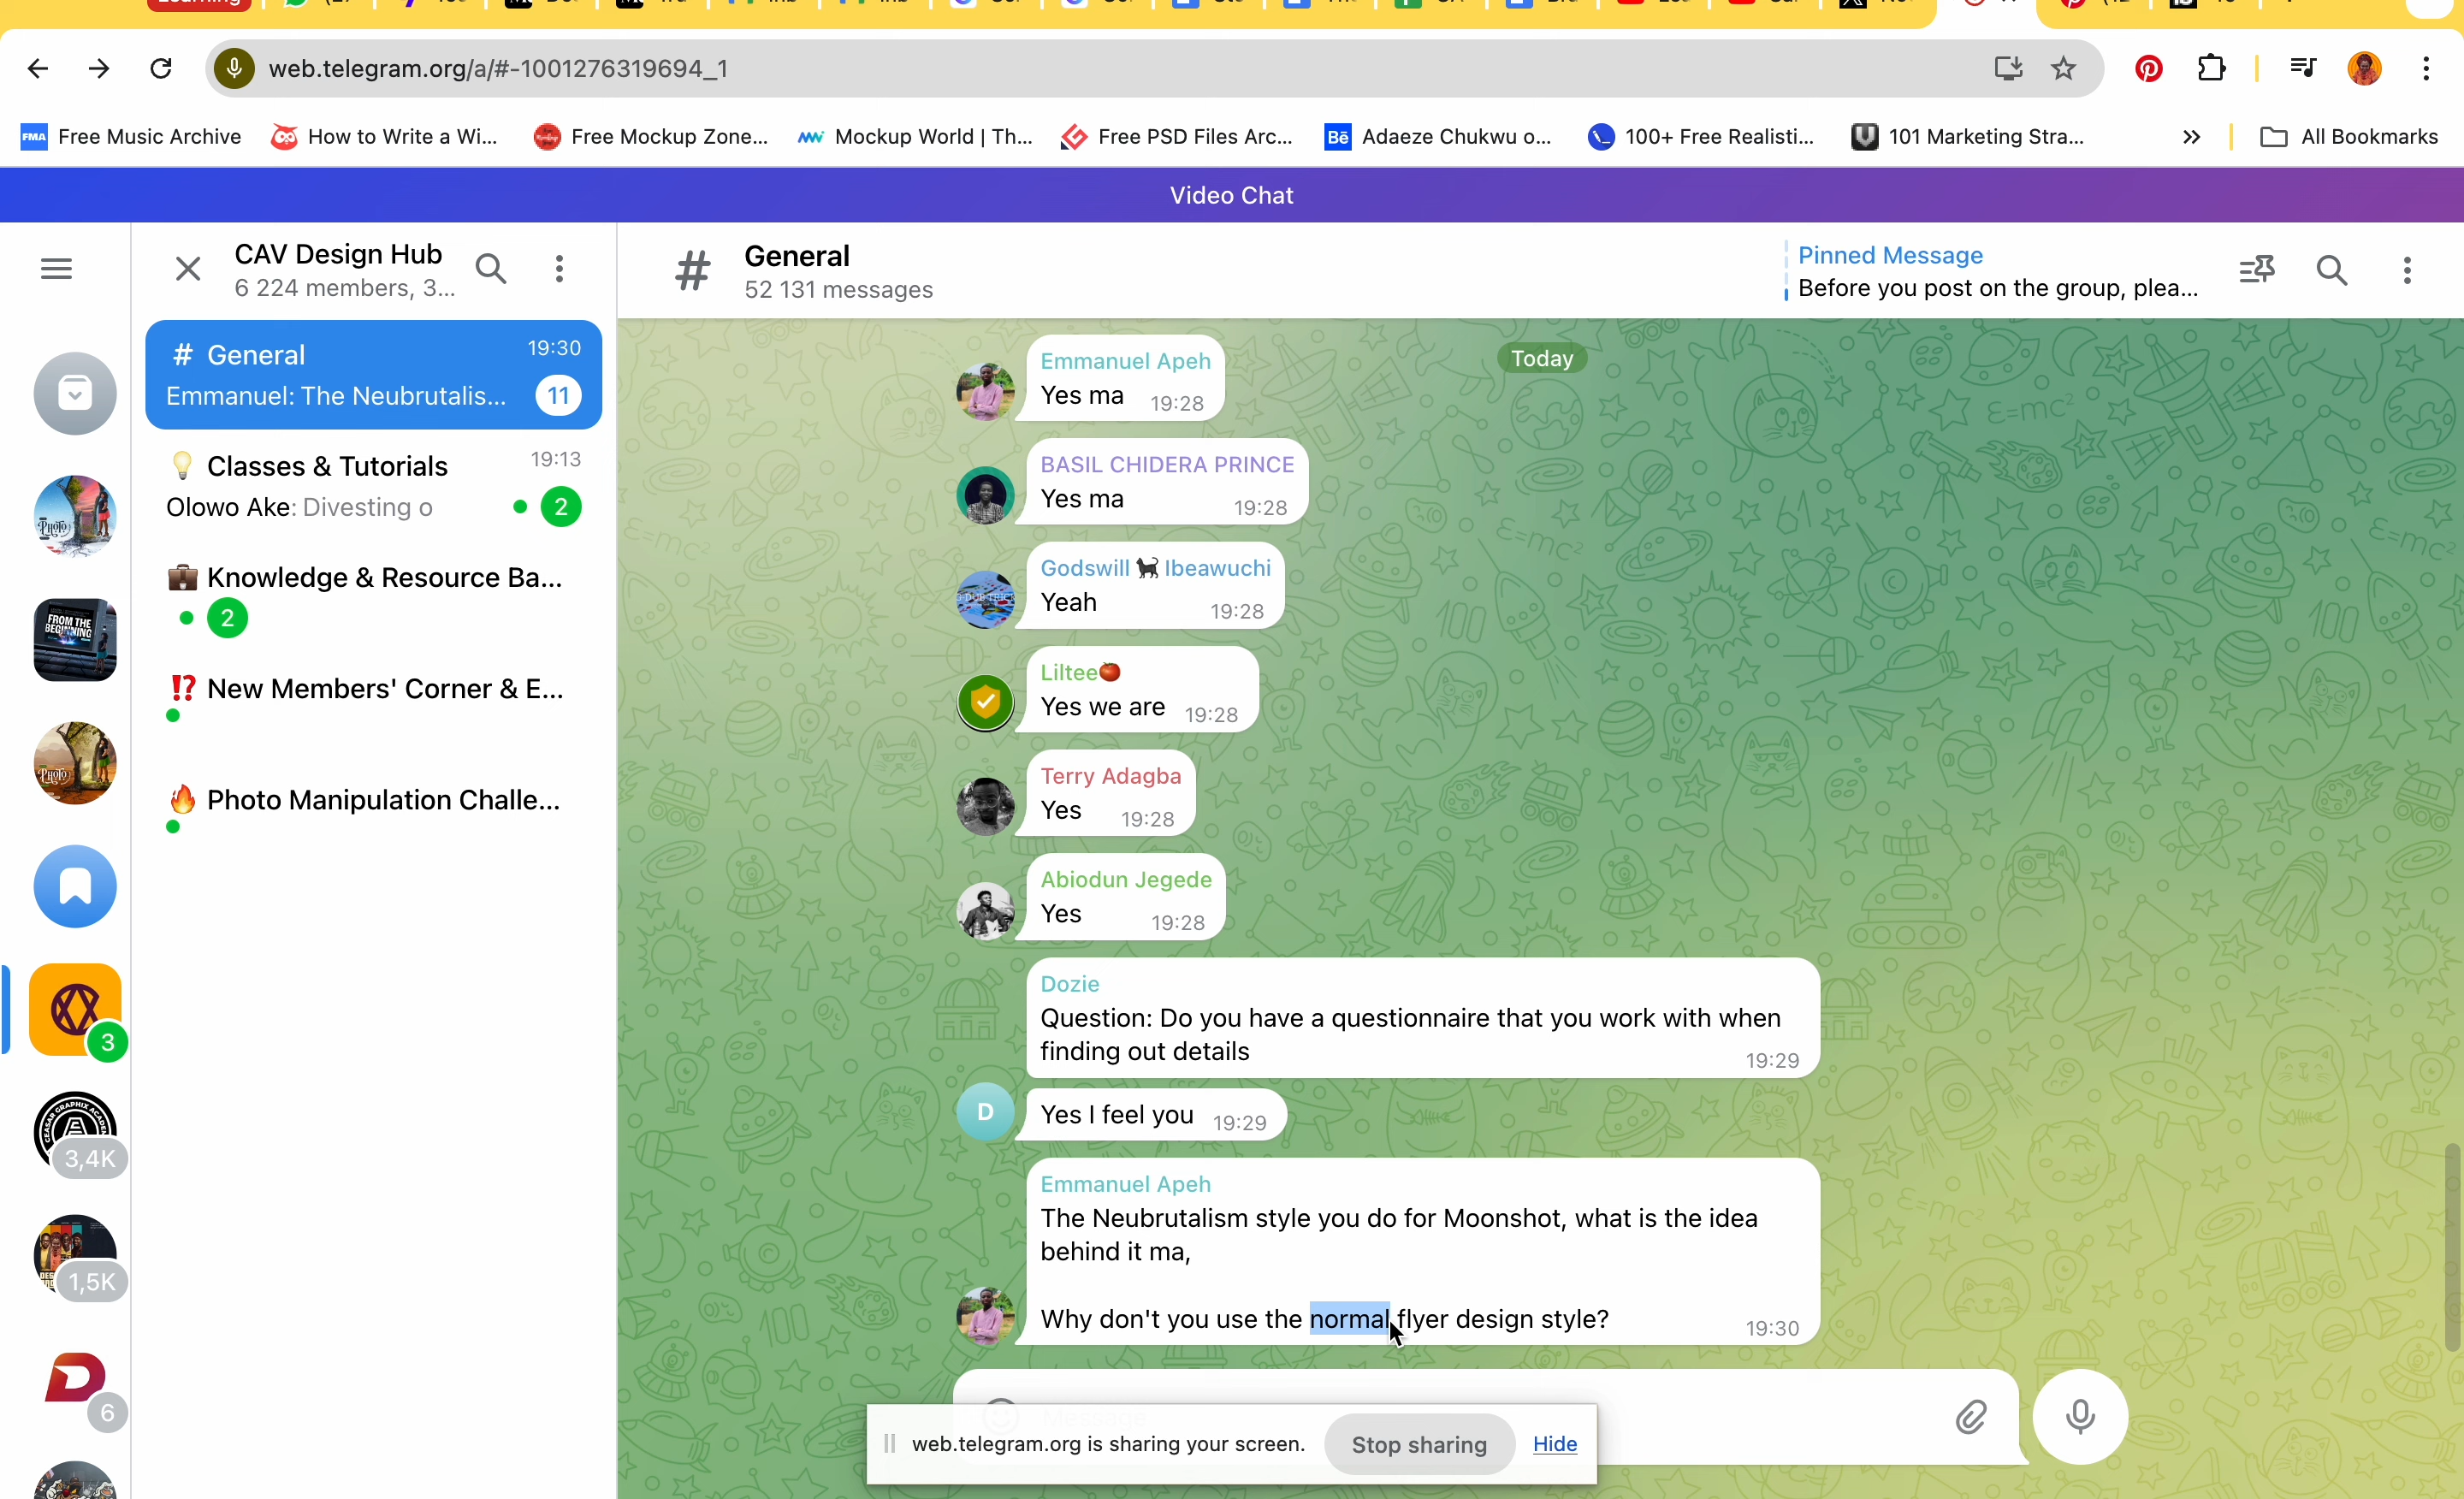 Learning
web.telegram.org/a/#-1001276319694_1
Free Music Archive
How to Write a Wi...
Free Mockup Zone...
Mockup World | Th...
Free PSD Files Arc...
Adaeze Chukwu o...
100+ Free Realisti...
101 Marketing Stra...
All Bookmarks
Video Chat
CAV Design Hub
6 224 members, 3...
# General 19:30
Emmanuel: The Neubrutalis... 11
Classes & Tutorials 19:13
Olowo Ake: Divesting o 2
Knowledge & Resource Ba...
2
New Members' Corner & E...
Photo Manipulation Challe...
3
3,4K
1,5K
6
# General
52 131 messages
Pinned Message
Before you post on the group, plea...
Today
Emmanuel Apeh
Yes ma 19:28
BASIL CHIDERA PRINCE
Yes ma 19:28
Godswill 🐈‍⬛ Ibeawuchi
Yeah 19:28
Liltee🍅
Yes we are 19:28
Terry Adagba
Yes 19:28
Abiodun Jegede
Yes 19:28
Dozie
Question: Do you have a questionnaire that you work with when
finding out details 19:29
D
Yes I feel you 19:29
Emmanuel Apeh
The Neubrutalism style you do for Moonshot, what is the idea
behind it ma,
Why don't you use the normal flyer design style? 19:30
Message
web.telegram.org is sharing your screen.
Stop sharing
Hide